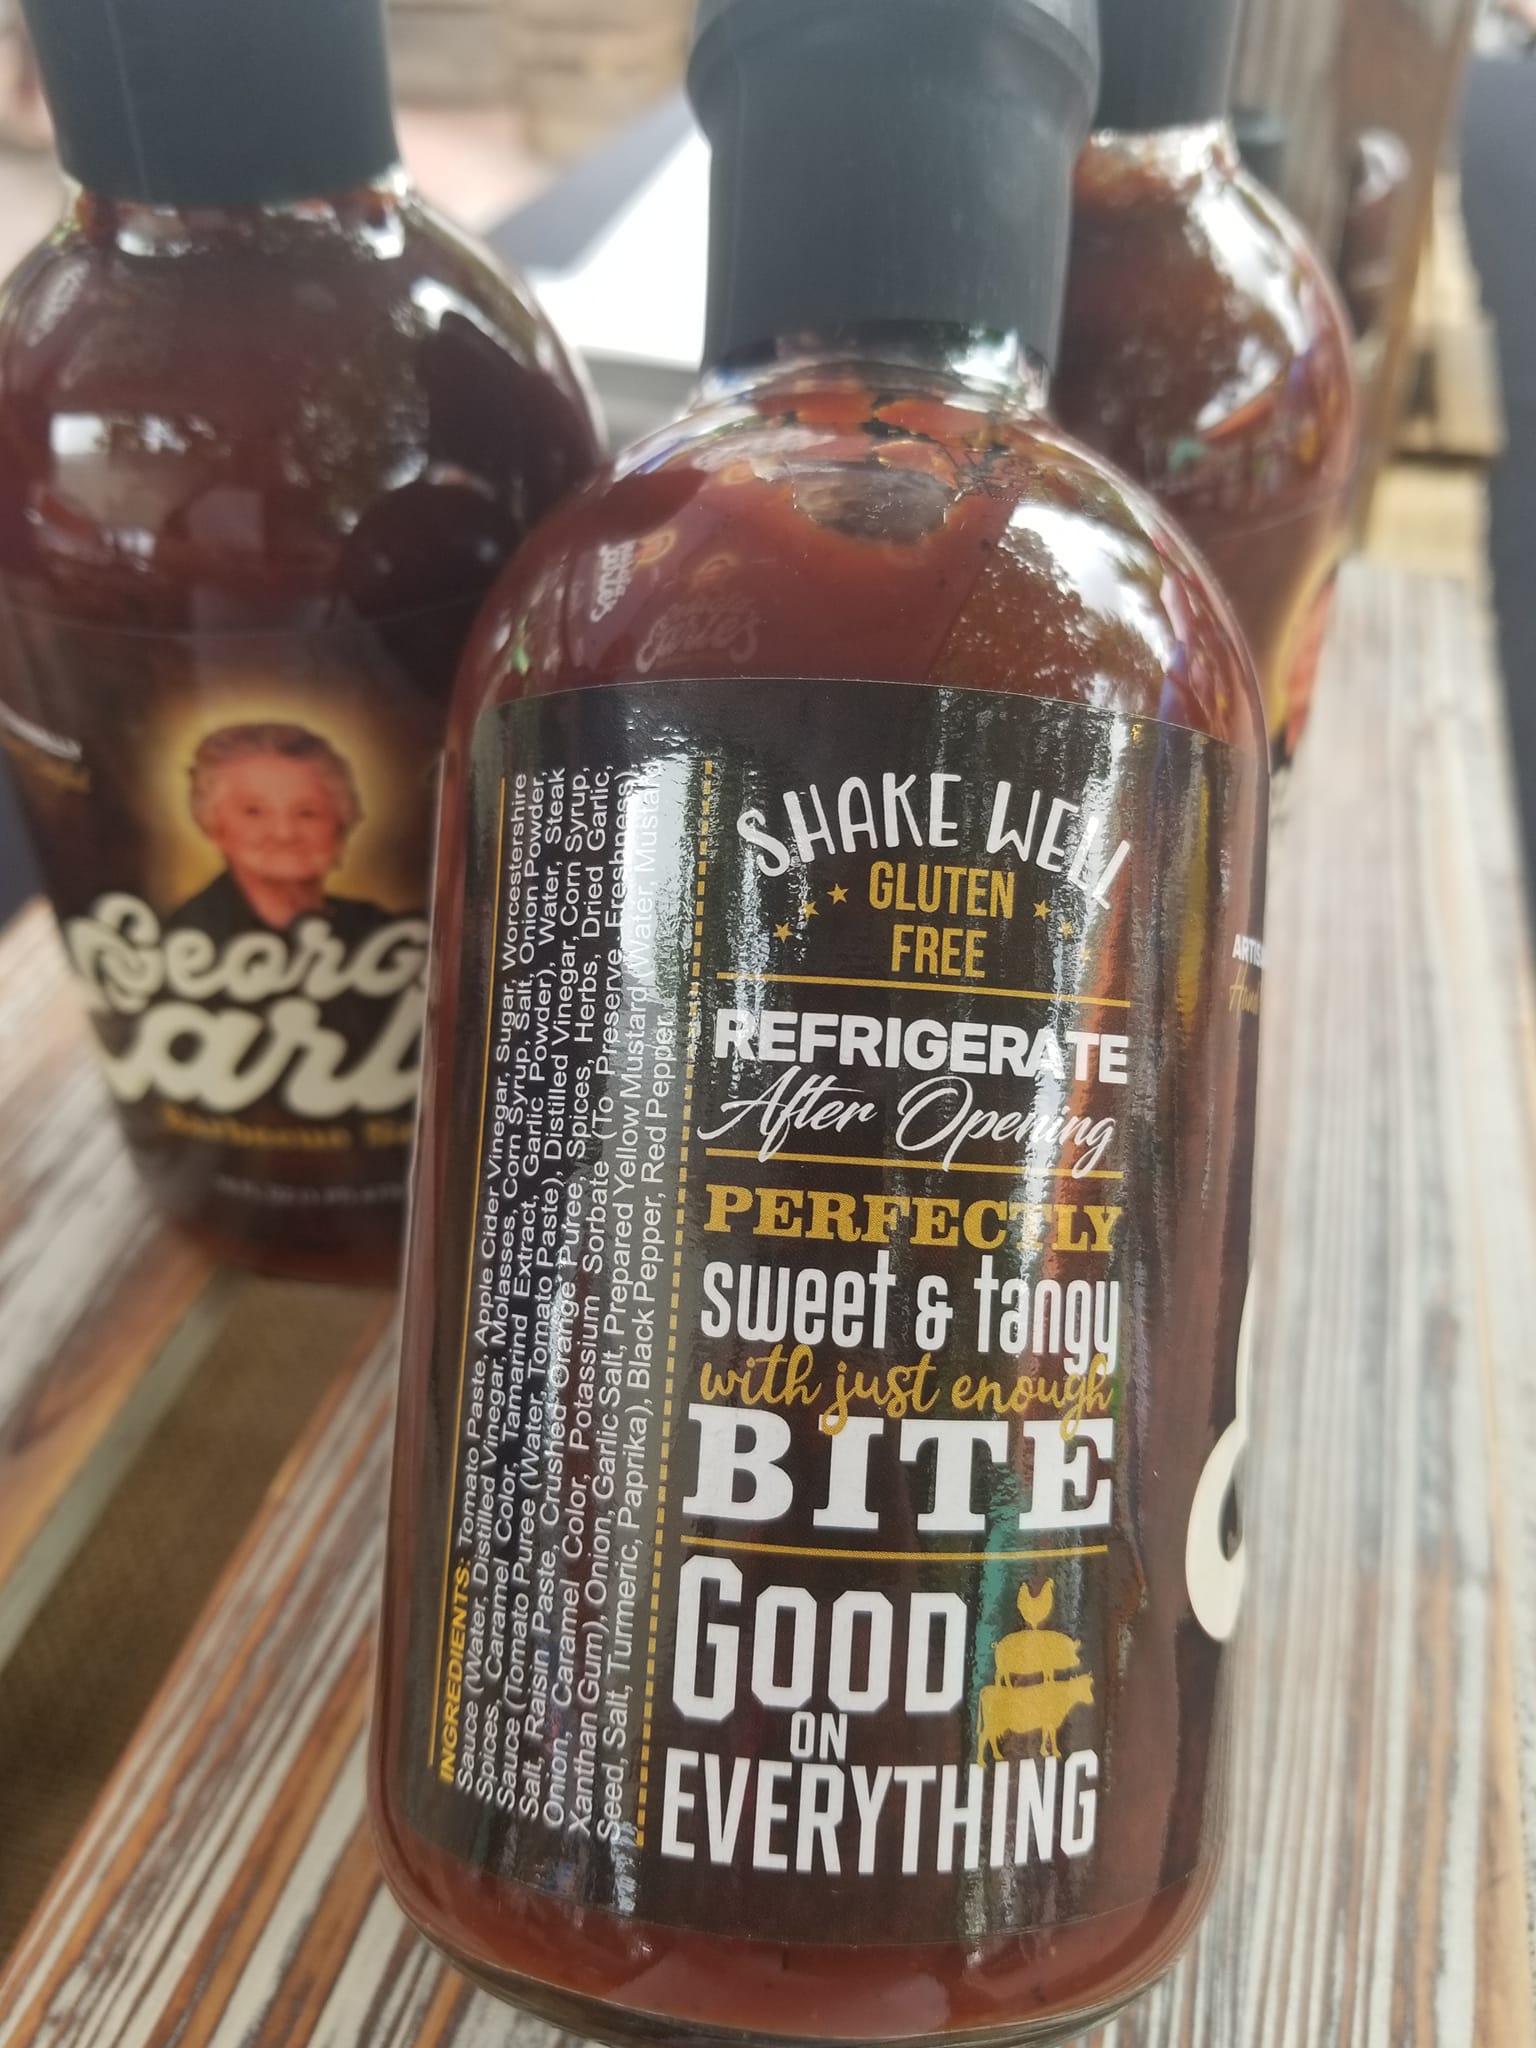 SHAKE WELL
GLUTEN
FREE
REFRIGERATE
After Opening
PERFECTLY
sweet & tangy
with just enough
BITE
GOOD
ON
EVERYTHING
INGREDIENTS: Tomato Paste, Apple Cider Vinegar, Sugar, Worcestershire
Sauce (Water, Distilled Vinegar, Molasses, Corn Syrup, Salt, Onion Powder,
Spices, Caramel Color, Tamarind Extract, Garlic Powder), Water, Steak
Sauce (Tomato Puree (Water, Tomato Paste), Distilled Vinegar, Corn Syrup,
Salt, Raisin Paste, Crushed Orange Puree, Spices, Herbs, Dried Garlic,
Onion, Caramel Color, Potassium Sorbate (To Preserve Freshness),
Xanthan Gum), Onion, Garlic Salt, Prepared Yellow Mustard (Water, Mustard
Seed, Salt, Turmeric, Paprika), Black Pepper, Red Pepper